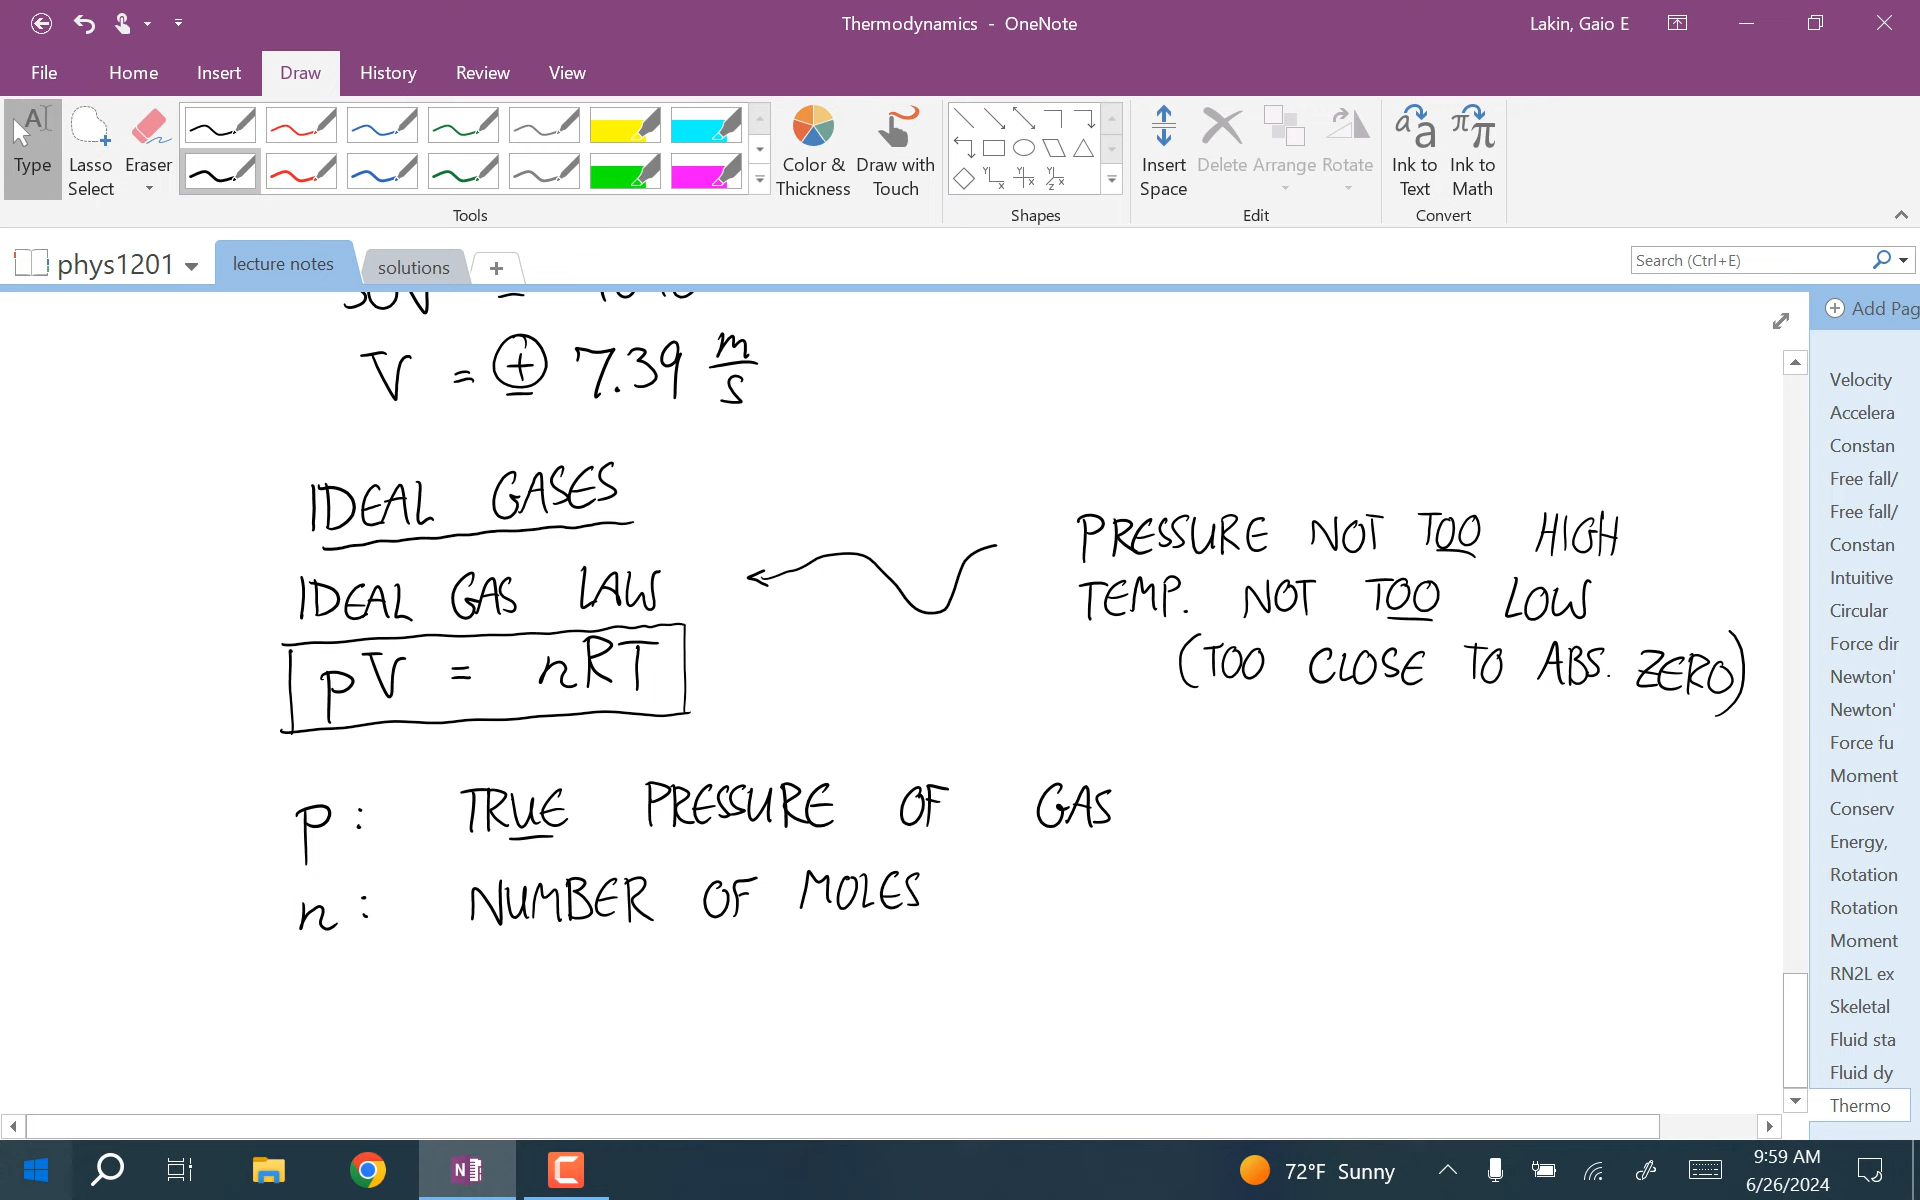 Thermodynamics - OneNote
Lakin, Gaio E
File Home Insert Draw History Review View
Type
Lasso Select
Eraser
Color & Thickness
Draw with Touch
Insert Space
Delete
Arrange
Rotate
Ink to Text
Ink to Math
Tools Shapes Edit Convert
phys1201 lecture notes solutions
Search (Ctrl+E)
Add Pag
V = ± 7.39 m/s
IDEAL GASES
IDEAL GAS LAW
pV = nRT
PRESSURE NOT TOO HIGH
TEMP. NOT TOO LOW
(TOO CLOSE TO ABS. ZERO)
p: TRUE PRESSURE OF GAS
n: NUMBER OF MOLES
Velocity
Accelera
Constan
Free fall/
Free fall/
Constan
Intuitive
Circular
Force dir
Newton'
Newton'
Force fu
Moment
Conserv
Energy,
Rotation
Rotation
Moment
RN2L ex
Skeletal
Fluid sta
Fluid dy
Thermo
72°F Sunny
9:59 AM
6/26/2024